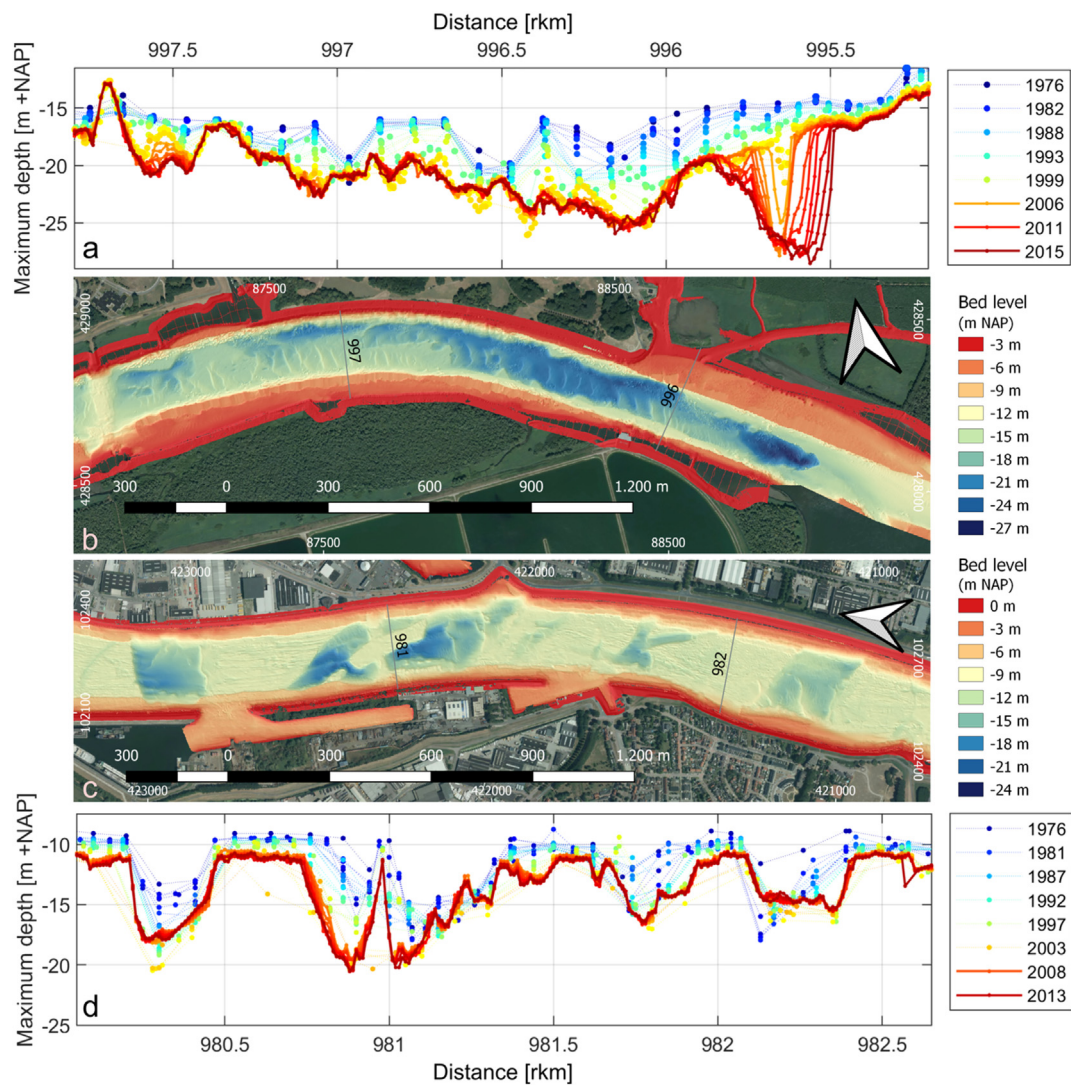 Distance [rkm]
997.5 997 996.5 996 995.5
Maximum depth [m +NAP]
-15
-20
-25
a
1976
1982
1988
1993
1999
2006
2011
2015
87500 88500
429000 428500
997
996
428500 428000
300 0 300 600 900 1.200 m
b
87500 88500
Bed level
(m NAP)
-3 m
-6 m
-9 m
-12 m
-15 m
-18 m
-21 m
-24 m
-27 m
423000 422000 421000
102400
981
982
102700
102100
102400
300 0 300 600 900 1.200 m
c
423000 422000 421000
Bed level
(m NAP)
0 m
-3 m
-6 m
-9 m
-12 m
-15 m
-18 m
-21 m
-24 m
Maximum depth [m +NAP]
-10
-15
-20
-25
d
1976
1981
1987
1992
1997
2003
2008
2013
980.5 981 981.5 982 982.5
Distance [rkm]